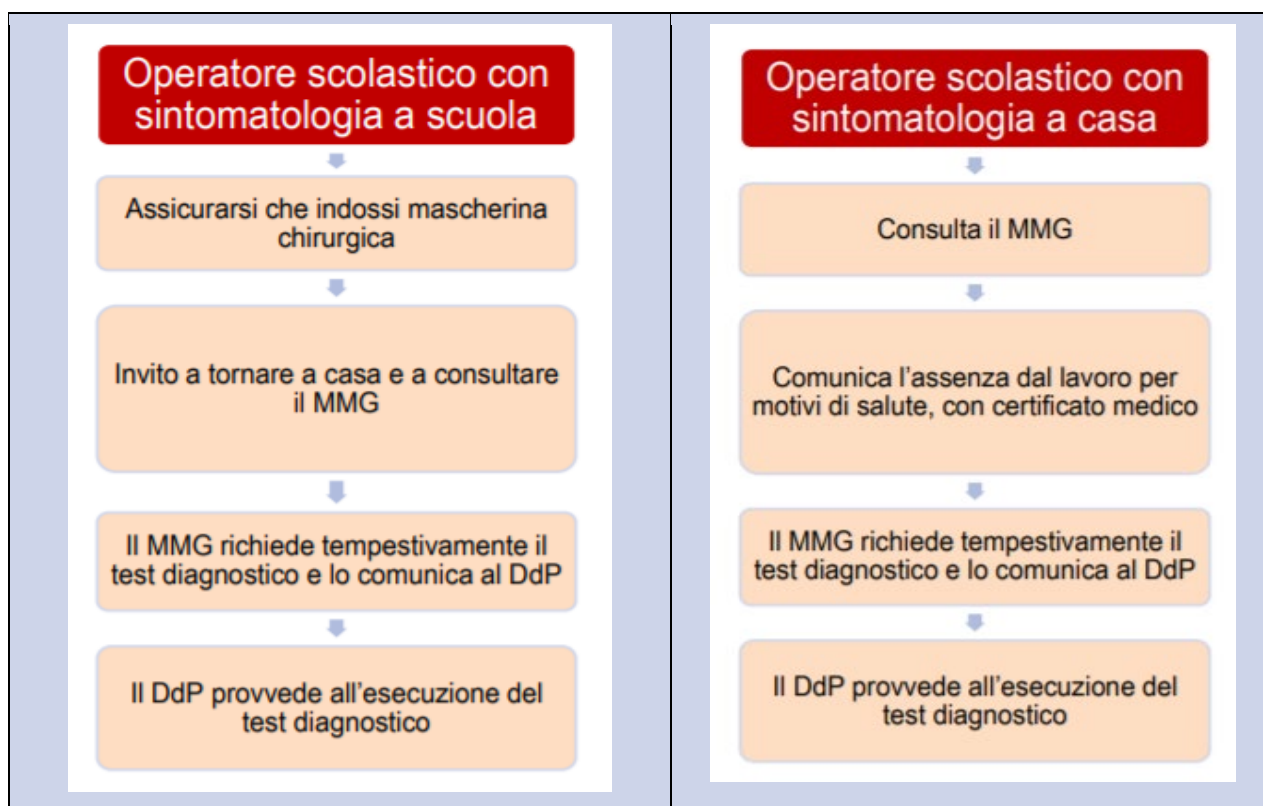 Operatore scolastico con
sintomatologia a scuola
Assicurarsi che indossi mascherina
chirurgica
Invito a tornare a casa e a consultare
il MMG
Il MMG richiede tempestivamente il
test diagnostico e lo comunica al DdP
Il DdP provvede all'esecuzione del
test diagnostico
Operatore scolastico con
sintomatologia a casa
Consulta il MMG
Comunica l'assenza dal lavoro per
motivi di salute, con certificato medico
Il MMG richiede tempestivamente il
test diagnostico e lo comunica al DdP
Il DdP provvede all'esecuzione del
test diagnostico